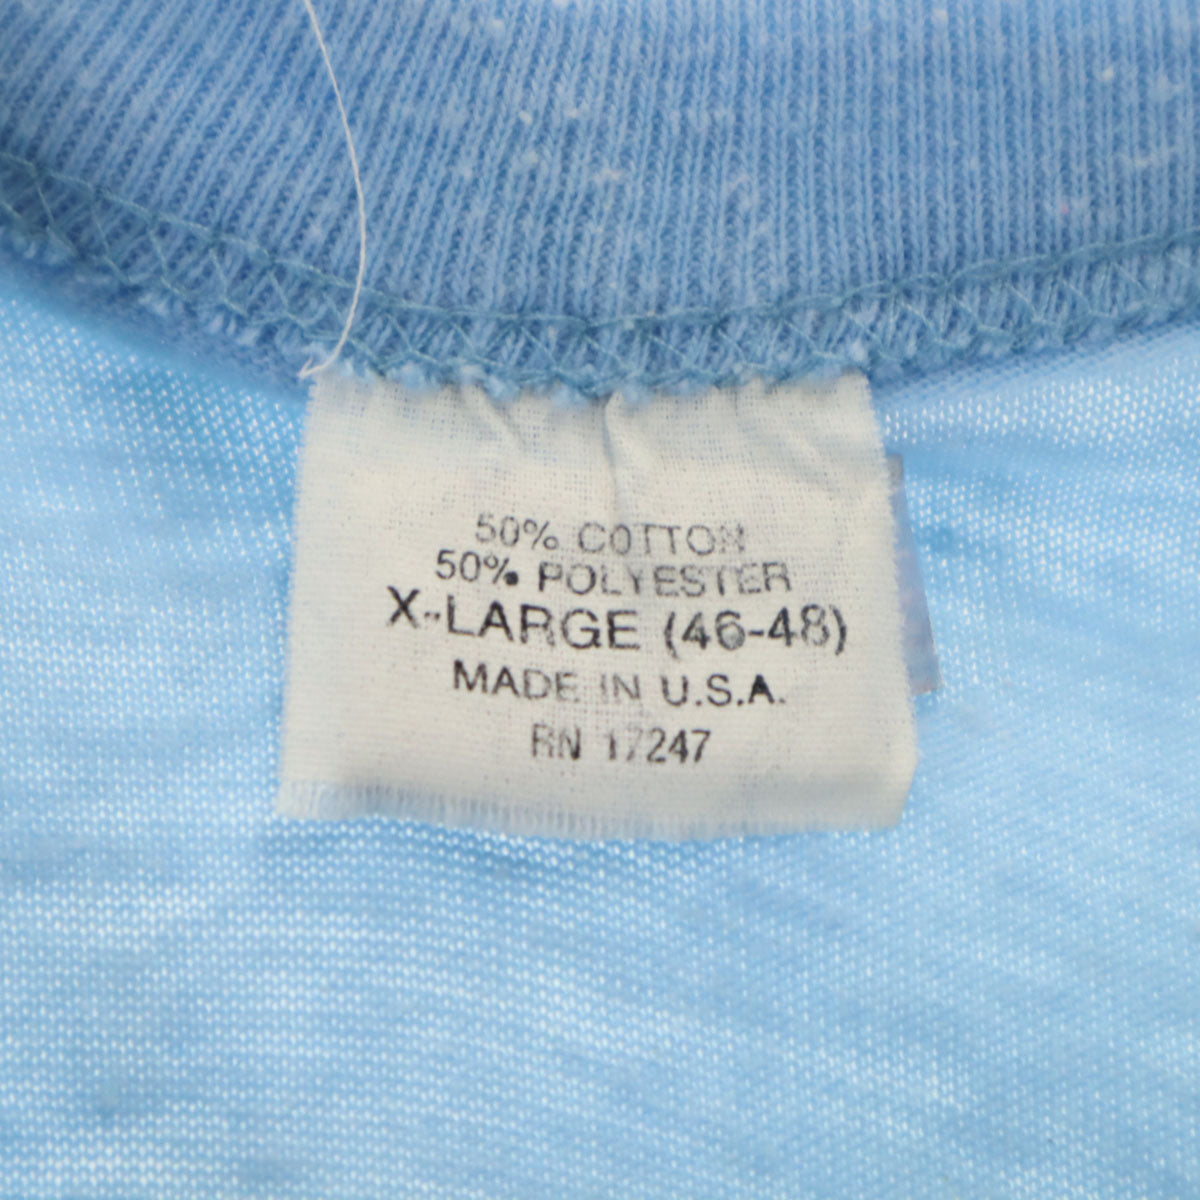 50% COTTON
50% POLYESTER
X-LARGE (46-48)
MADE IN U.S.A.
RN 17247